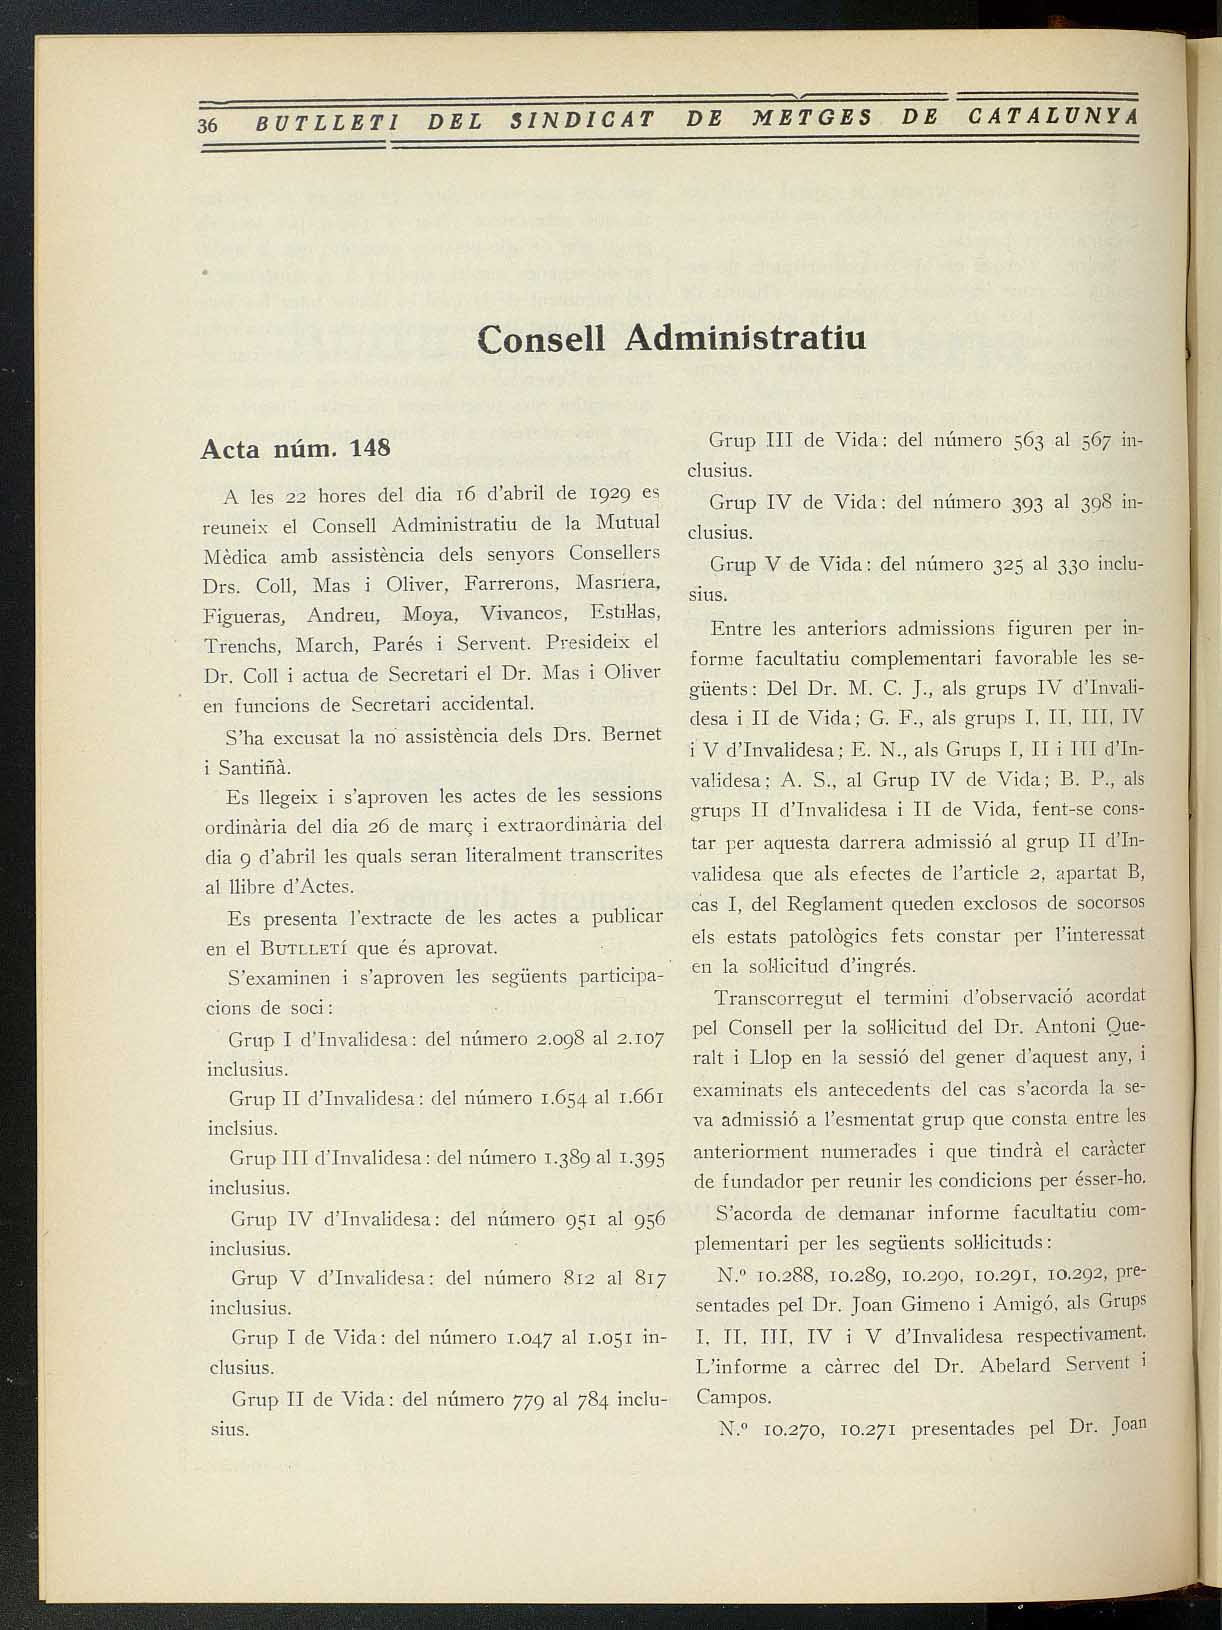 36 BUTLLETI DEL SINDICAT DE METGES DE CATALUNYA
Consell Administratiu
Acta núm. 148
A les 22 hores del dia 16 d'abril de 1929 es
reuneix el Consell Administratiu de la Mutual
Mèdica amb assistència dels senyors Consellers
Drs. Coll, Mas i Oliver, Farrerons, Masriera,
Figueras, Andreu, Moya, Vivancos, Estil·las,
Trenchs, March, Parés i Servent. Presideix el
Dr. Coll i actua de Secretari el Dr. Mas i Oliver
en funcions de Secretari accidental.
S'ha excusat la no assistència dels Drs. Bernet
i Santiñà.
Es llegeix i s'aproven les actes de les sessions
ordinària del dia 26 de març i extraordinària del
dia 9 d'abril les quals seran literalment transcrites
al llibre d'Actes.
Es presenta l'extracte de les actes a publicar
en el BUTLLETÍ que és aprovat.
S'examinen i s'aproven les següents participa-
cions de soci:
Grup I d'Invalidesa: del número 2.098 al 2.107
inclusius.
Grup II d'Invalidesa: del número 1.654 al 1.661
inclsius.
Grup III d'Invalidesa: del número 1.389 al 1.395
inclusius.
Grup IV d'Invalidesa: del número 951 al 956
inclusius.
Grup V d'Invalidesa: del número 812 al 817
inclusius.
Grup I de Vida: del número 1.047 al 1.051 in-
clusius.
Grup II de Vida: del número 779 al 784 inclu-
sius.
Grup III de Vida: del número 563 al 567 in-
clusius.
Grup IV de Vida: del número 393 al 398 in-
clusius.
Grup V de Vida: del número 325 al 330 inclu-
sius.
Entre les anteriors admissions figuren per in-
forme facultatiu complementari favorable les se-
güents: Del Dr. M. C. J., als grups IV d'Invali-
desa i II de Vida; G. F., als grups I, II, III, IV
i V d'Invalidesa; E. N., als Grups I, II i III d'In-
validesa; A. S., al Grup IV de Vida; B. P., als
grups II d'Invalidesa i II de Vida, fent-se cons-
tar per aquesta darrera admissió al grup II d'In-
validesa que als efectes de l'article 2, apartat B,
cas I, del Reglament queden exclosos de socorsos
els estats patològics fets constar per l'interessat
en la sol·licitud d'ingrés.
Transcorregut el termini d'observació acordat
pel Consell per la sol·licitud del Dr. Antoni Que-
ralt i Llop en la sessió del gener d'aquest any, i
examinats els antecedents del cas s'acorda la se-
va admissió a l'esmentat grup que consta entre les
anteriorment numerades i que tindrà el caràcter
de fundador per reunir les condicions per ésser-ho.
S'acorda de demanar informe facultatiu com-
plementari per les següents sol·licituds:
N.º 10.288, 10.289, 10.290, 10.291, 10.292, pre-
sentades pel Dr. Joan Gimeno i Amigó, als Grups
I, II, III, IV i V d'Invalidesa respectivament.
L'informe a càrrec del Dr. Abelard Servent i
Campos.
N.º 10.270, 10.271 presentades pel Dr. Joan